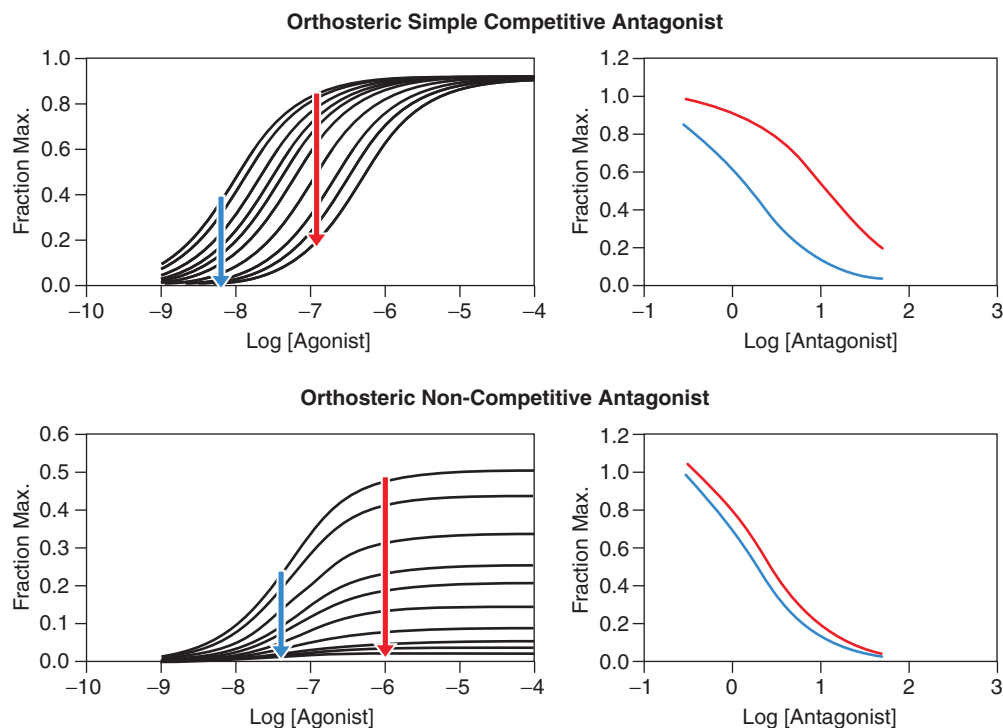 Orthosteric Simple Competitive Antagonist
Fraction Max.
1.0
0.8
0.6
0.4
0.2
0.0
–10 –9 –8 –7 –6 –5 –4
Log [Agonist]
Fraction Max.
1.2
1.0
0.8
0.6
0.4
0.2
0.0
–1 0 1 2 3
Log [Antagonist]
Orthosteric Non-Competitive Antagonist
Fraction Max.
0.6
0.5
0.4
0.3
0.2
0.1
0.0
–10 –9 –8 –7 –6 –5 –4
Log [Agonist]
Fraction Max.
1.2
1.0
0.8
0.6
0.4
0.2
0.0
–1 0 1 2 3
Log [Antagonist]